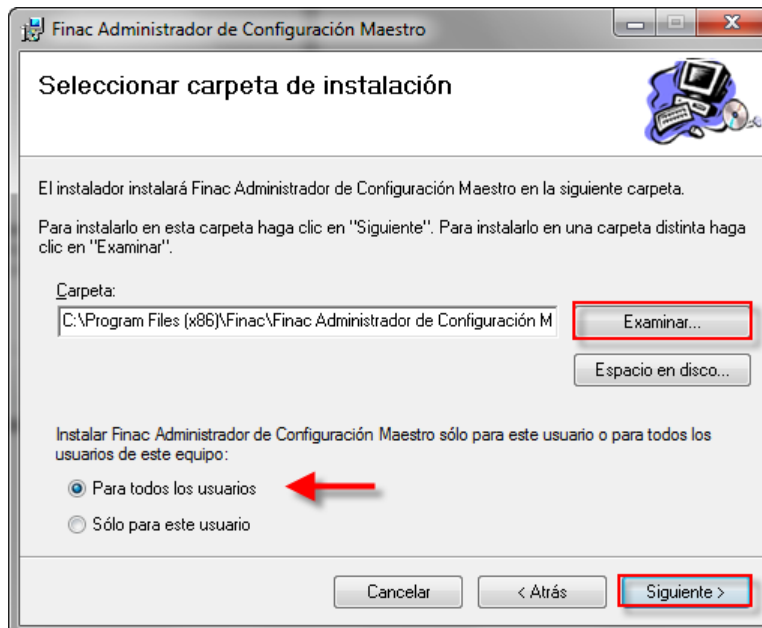 Finac Administrador de Configuración Maestro
Seleccionar carpeta de instalación
El instalador instalará Finac Administrador de Configuración Maestro en la siguiente carpeta.
Para instalarlo en esta carpeta haga clic en "Siguiente". Para instalarlo en una carpeta distinta haga
clic en "Examinar".
Carpeta:
C:\Program Files (x86)\Finac\Finac Administrador de Configuración M
Examinar...
Espacio en disco...
Instalar Finac Administrador de Configuración Maestro sólo para este usuario o para todos los
usuarios de este equipo:
Para todos los usuarios
Sólo para este usuario
Cancelar
< Atrás
Siguiente >